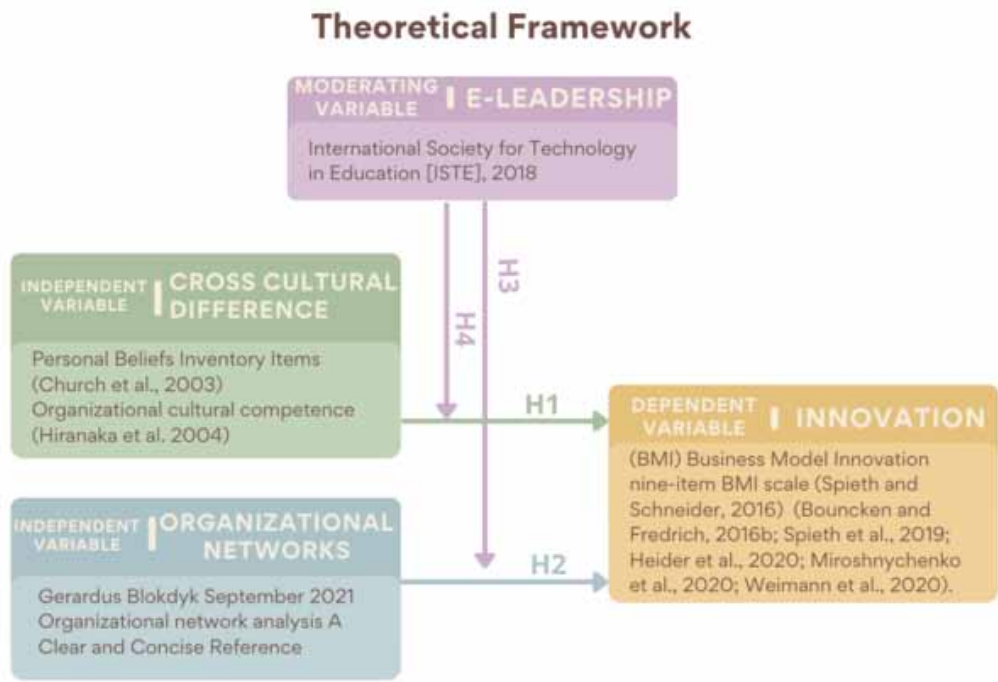 Theoretical Framework
MODERATING
VARIABLE
E-LEADERSHIP
International Society for Technology
in Education [ISTE], 2018
H3
H4
INDEPENDENT
VARIABLE
CROSS CULTURAL
DIFFERENCE
Personal Beliefs Inventory Items
(Church et al., 2003)
Organizational cultural competence
(Hiranaka et al. 2004)
H1
DEPENDENT
VARIABLE
INNOVATION
(BMI) Business Model Innovation
nine-item BMI scale (Spieth and
Schneider, 2016) (Bouncken and
Fredrich, 2016b; Spieth et al., 2019;
Heider et al., 2020; Miroshnychenko
et al., 2020; Weimann et al., 2020).
INDEPENDENT
VARIABLE
ORGANIZATIONAL
NETWORKS
Gerardus Blokdyk September 2021
Organizational network analysis A
Clear and Concise Reference
H2